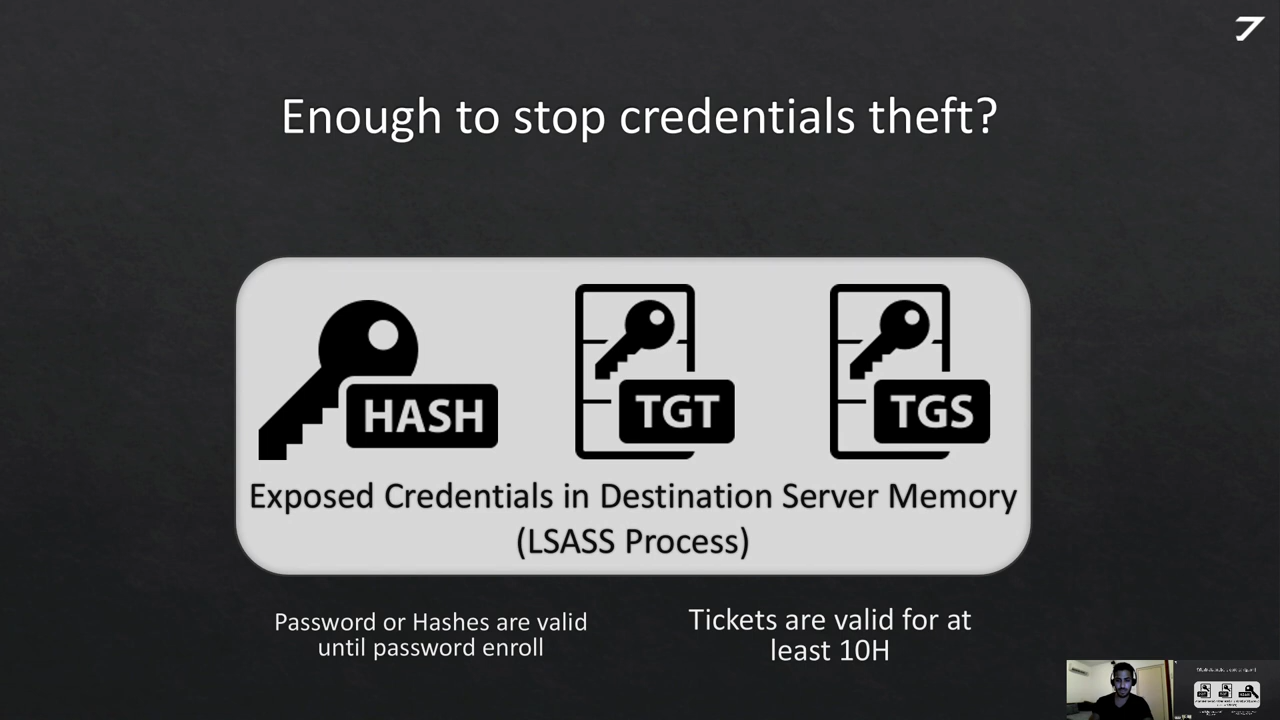 Enough to stop credentials theft?
HASH
TGT
TGS
Exposed Credentials in Destination Server Memory
(LSASS Process)
Password or Hashes are valid
until password enroll
Tickets are valid for at
least 10H